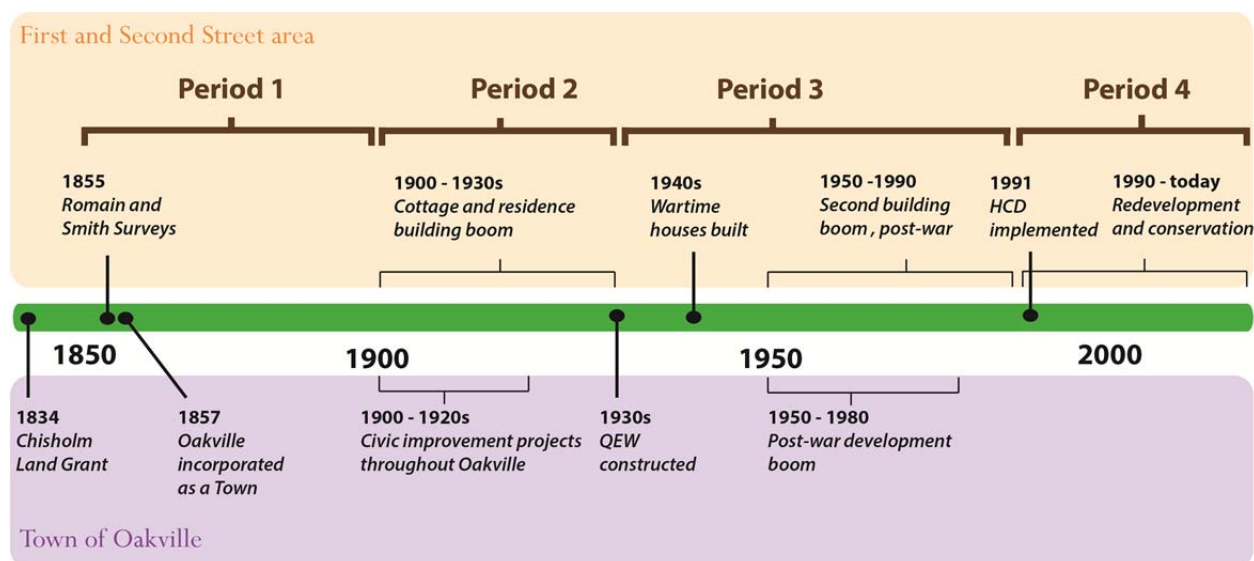 First and Second Street area
Period 1
Period 2
Period 3
Period 4
1855
Romain and
Smith Surveys
1900 - 1930s
Cottage and residence
building boom
1940s
Wartime
houses built
1950 -1990
Second building
boom , post-war
1991
HCD
implemented
1990 - today
Redevelopment
and conservation
1850
1900
1950
2000
1834
Chisholm
Land Grant
1857
Oakville
incorporated
as a Town
1900 - 1920s
Civic improvement projects
throughout Oakville
1930s
QEW
constructed
1950 - 1980
Post-war development
boom
Town of Oakville